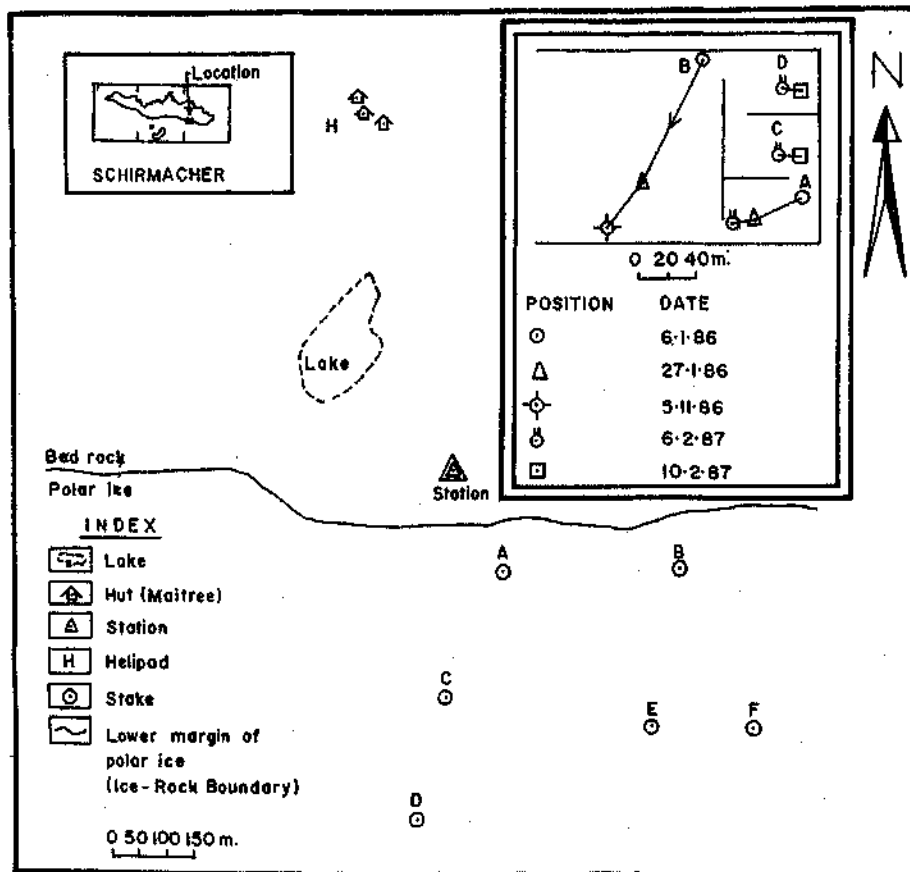 Location
SCHIRMACHER
H
N
B
D
C
A
0 20 40m.
POSITION DATE
6·1·86
27·1·86
5·11·86
6·2·87
10·2·87
Lake
Bed rock
Polar ice
Station
INDEX
Lake
Hut (Maitree)
Station
H Helipad
Stake
Lower margin of
polar ice
(Ice-Rock Boundary)
0 50 100 150 m.
A
B
C
E
F
D